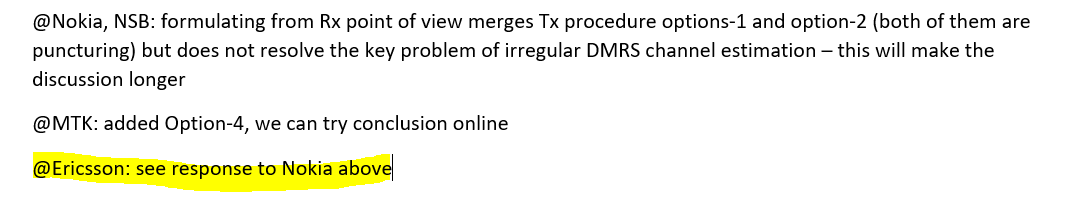 @Nokia, NSB: formulating from Rx point of view merges Tx procedure options-1 and option-2 (both of them are
puncturing) but does not resolve the key problem of irregular DMRS channel estimation – this will make the
discussion longer
@MTK: added Option-4, we can try conclusion online
@Ericsson: see response to Nokia above